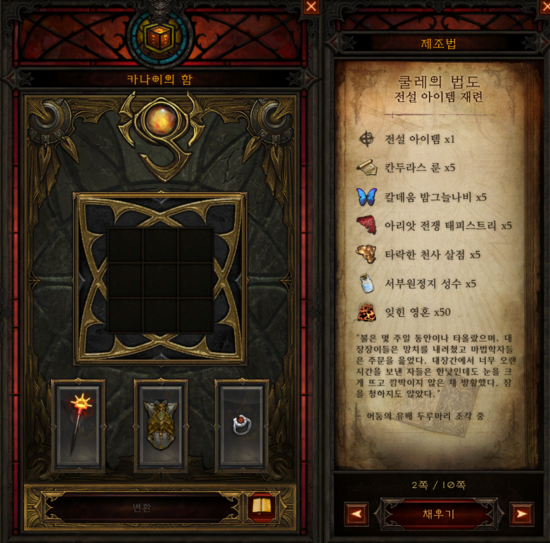 카나이의 함
변환
제조법
쿨레의 법도
전설 아이템 재련
전설 아이템 x1
칸두라스 룬 x5
칼데움 밤그늘나비 x5
아리앗 전쟁 태피스트리 x5
타락한 천사 살점 x5
서부원정지 성수 x5
잊힌 영혼 x50
"불은 몇 주일 동안이나 타올랐으며, 대
장장이들은 망치를 내려쳤고 마법학자들
은 주문을 읊었다. 대장간에서 너무 오랜
시간을 보낸 자들은 한낮인데도 눈을 크
게 뜨고 깜박이지 않은 채 방황했다. 잠
을 청하지도 않았다."
– 어둠의 유배 두루마리 조각 중
2쪽 / 10쪽
채우기